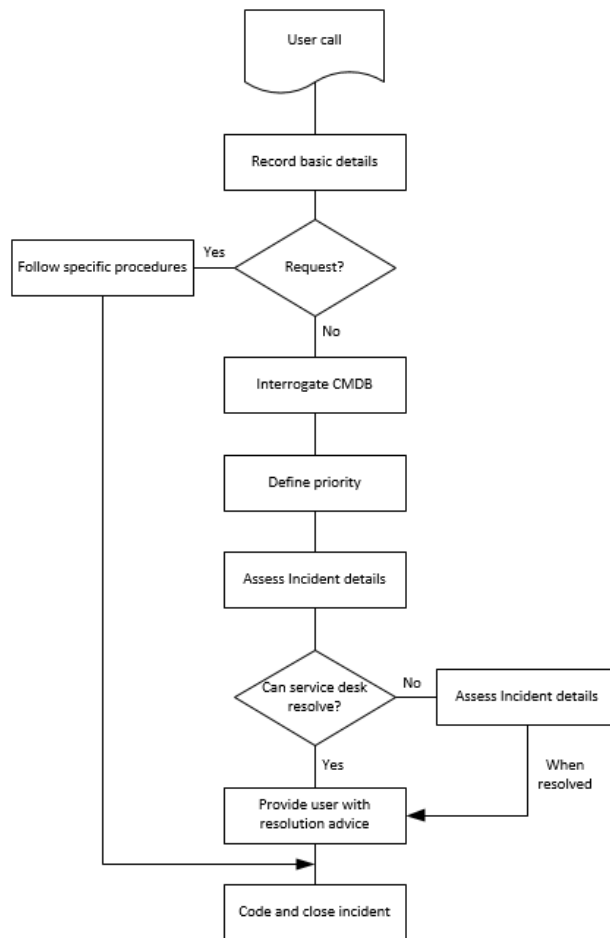 User call
Record basic details
Yes
Follow specific procedures
Request?
No
Interrogate CMDB
Define priority
Assess Incident details
Can service desk
resolve?
No
Assess Incident details
Yes
When
resolved
Provide user with
resolution advice
Code and close incident